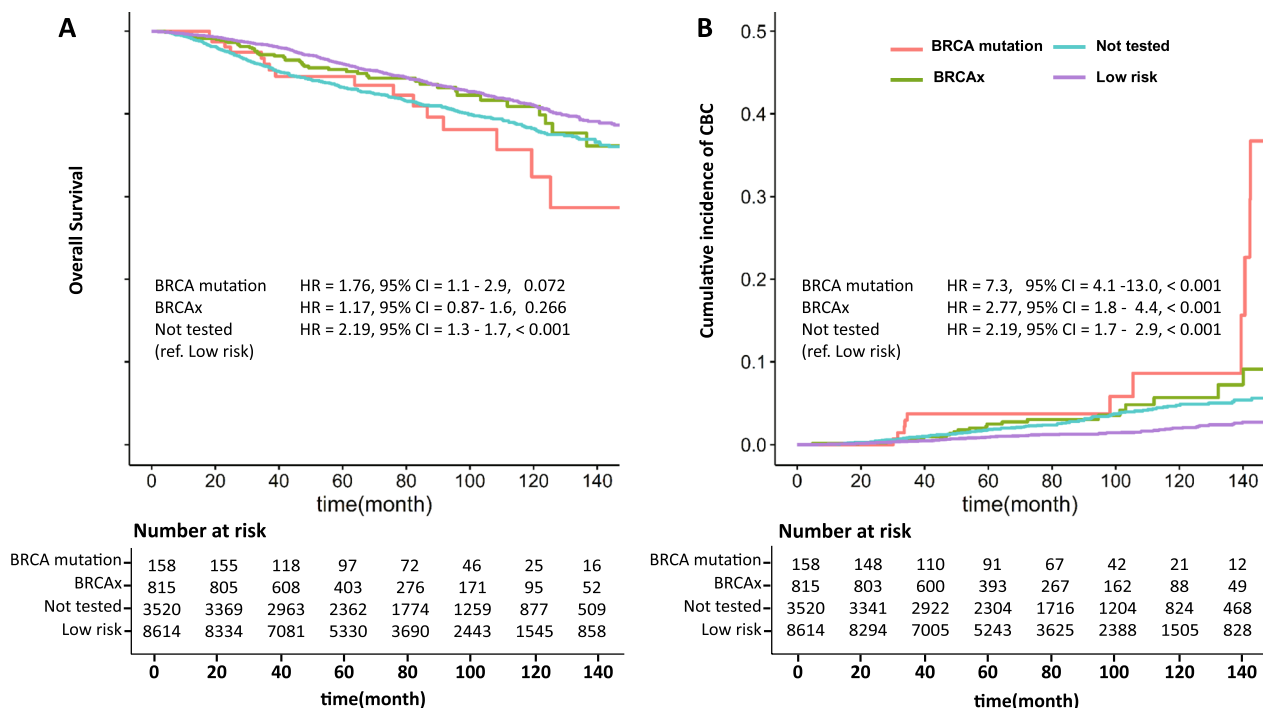 A
Overall Survival
BRCA mutation HR = 1.76, 95% CI = 1.1 - 2.9, 0.072
BRCAx HR = 1.17, 95% CI = 0.87- 1.6, 0.266
Not tested HR = 2.19, 95% CI = 1.3 - 1.7, < 0.001
(ref. Low risk)
0 20 40 60 80 100 120 140
time(month)
Number at risk
BRCA mutation 158 155 118 97 72 46 25 16
BRCAx 815 805 608 403 276 171 95 52
Not tested 3520 3369 2963 2362 1774 1259 877 509
Low risk 8614 8334 7081 5330 3690 2443 1545 858
0 20 40 60 80 100 120 140
time(month)
B
BRCA mutation Not tested
BRCAx Low risk
Cumulative incidence of CBC
0.5
0.4
0.3
0.2
0.1
0.0
BRCA mutation HR = 7.3, 95% CI = 4.1 -13.0, < 0.001
BRCAx HR = 2.77, 95% CI = 1.8 - 4.4, < 0.001
Not tested HR = 2.19, 95% CI = 1.7 - 2.9, < 0.001
(ref. Low risk)
0 20 40 60 80 100 120 140
time(month)
Number at risk
BRCA mutation 158 148 110 91 67 42 21 12
BRCAx 815 803 600 393 267 162 88 49
Not tested 3520 3341 2922 2304 1716 1204 824 468
Low risk 8614 8294 7005 5243 3625 2388 1505 828
0 20 40 60 80 100 120 140
time(month)